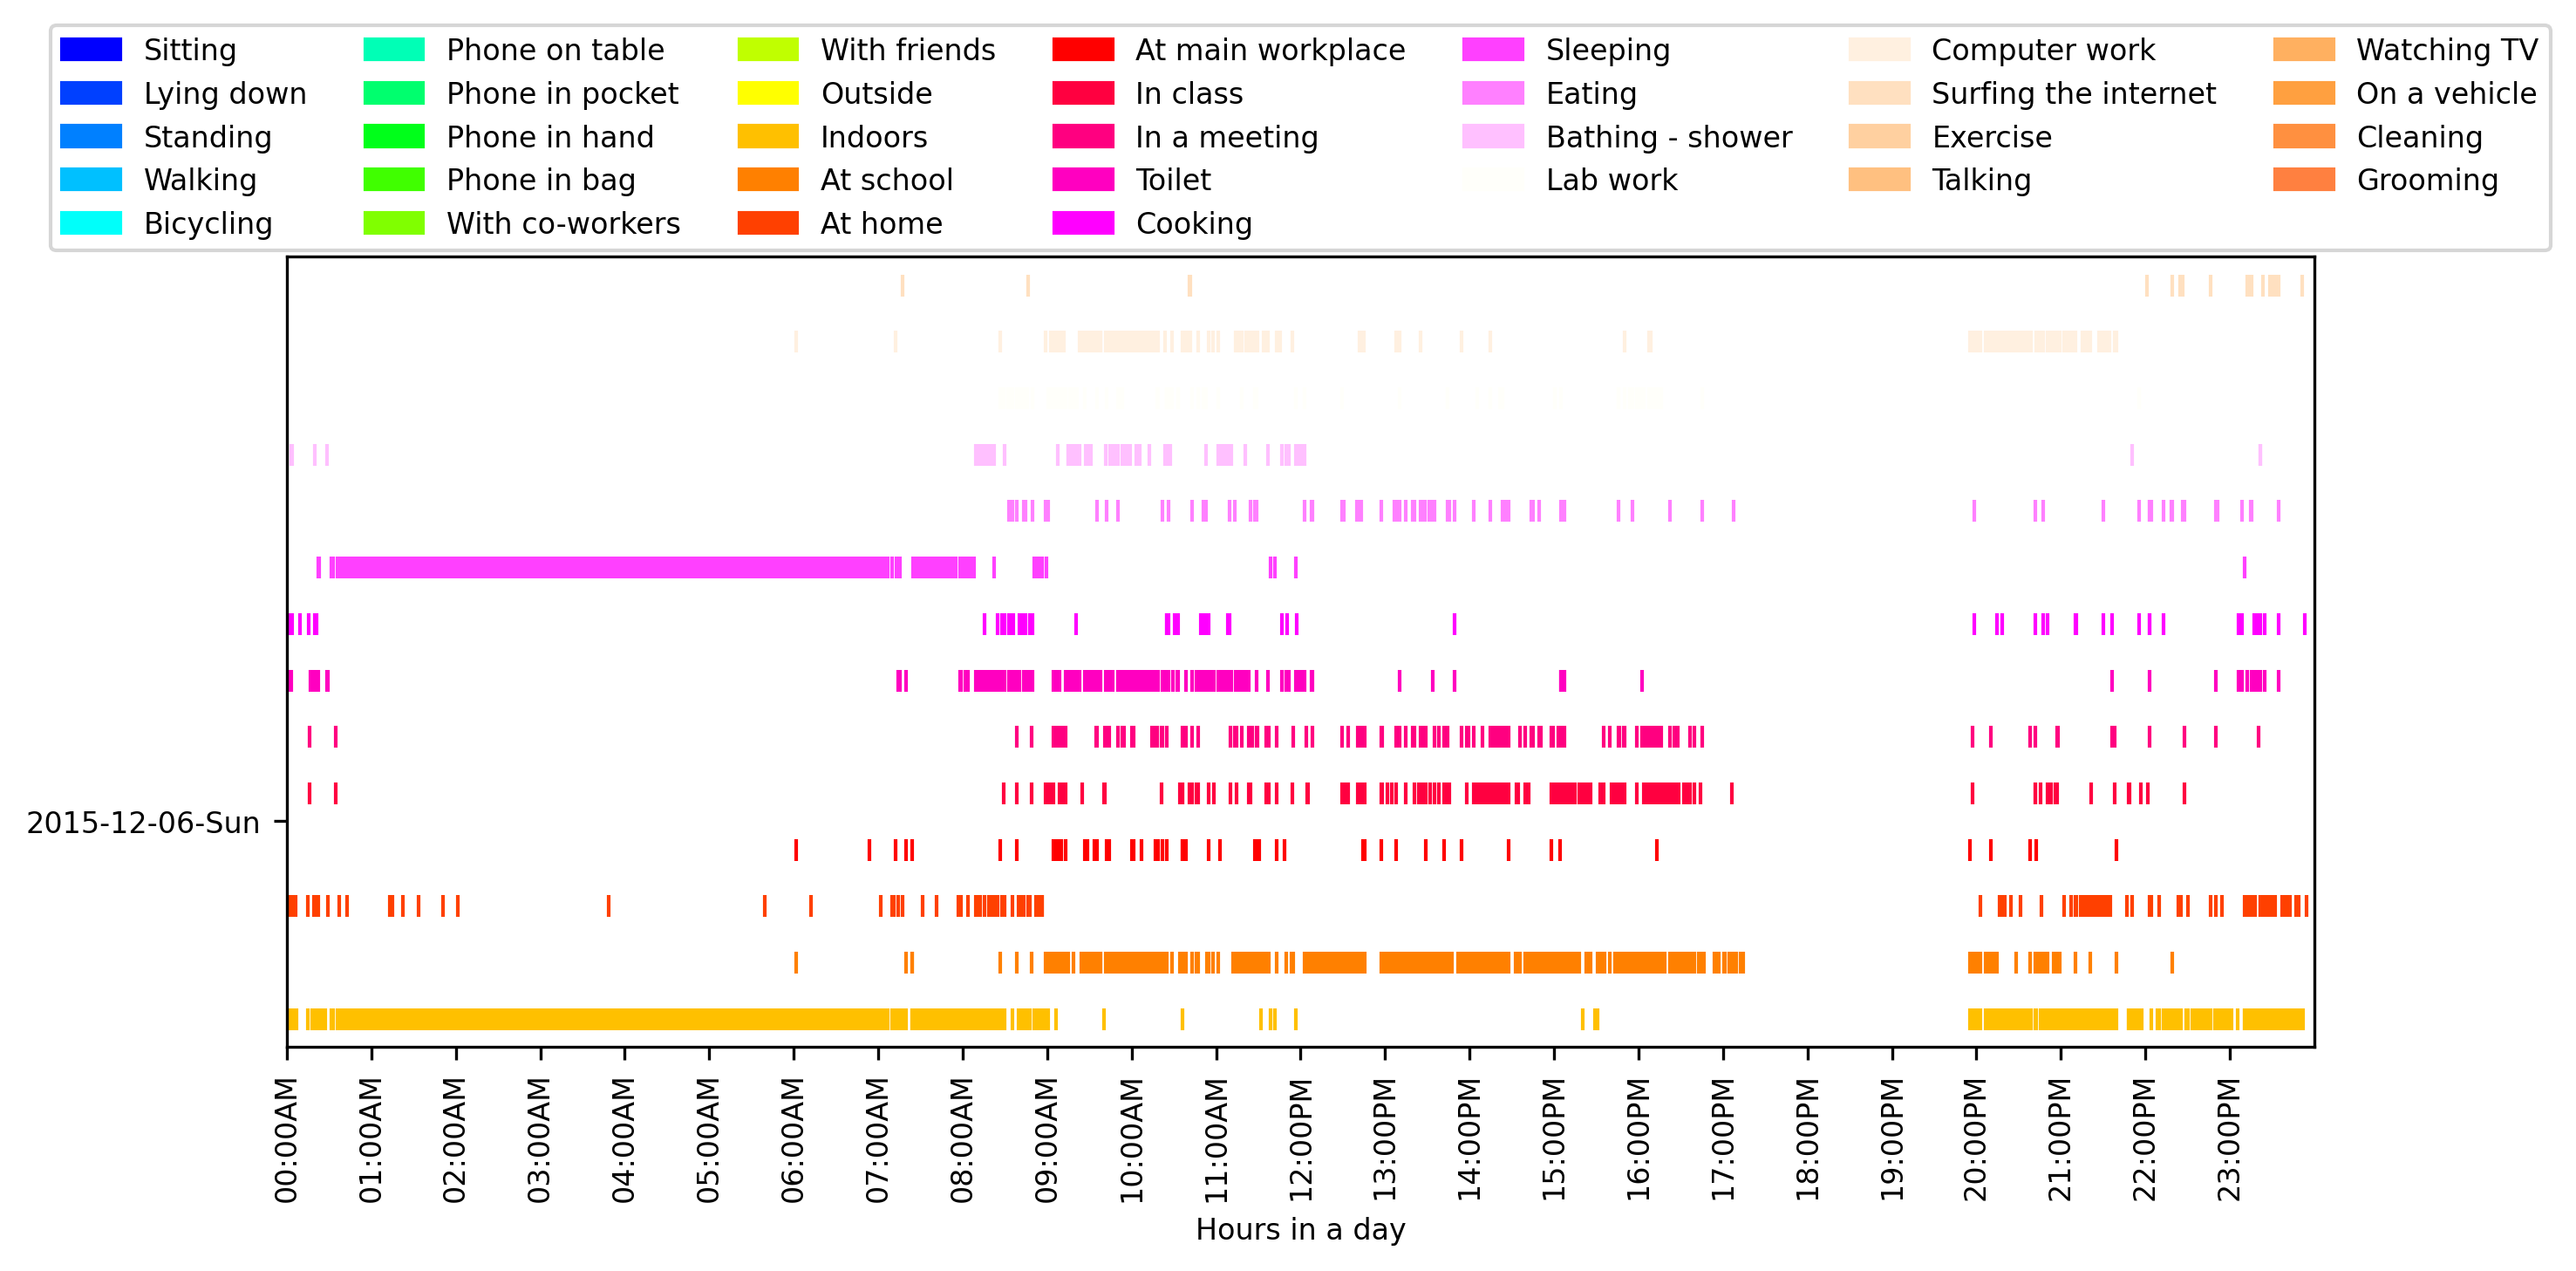 Sitting
Lying down
Standing
Walking
Bicycling
Phone on table
Phone in pocket
Phone in hand
Phone in bag
With co-workers
With friends
Outside
Indoors
At school
At home
At main workplace
In class
In a meeting
Toilet
Cooking
Sleeping
Eating
Bathing - shower
Lab work
Computer work
Surfing the internet
Exercise
Talking
Watching TV
On a vehicle
Cleaning
Grooming
2015-12-06-Sun
00:00AM
01:00AM
02:00AM
03:00AM
04:00AM
05:00AM
06:00AM
07:00AM
08:00AM
09:00AM
10:00AM
11:00AM
12:00PM
13:00PM
14:00PM
15:00PM
16:00PM
17:00PM
18:00PM
19:00PM
20:00PM
21:00PM
22:00PM
23:00PM
Hours in a day